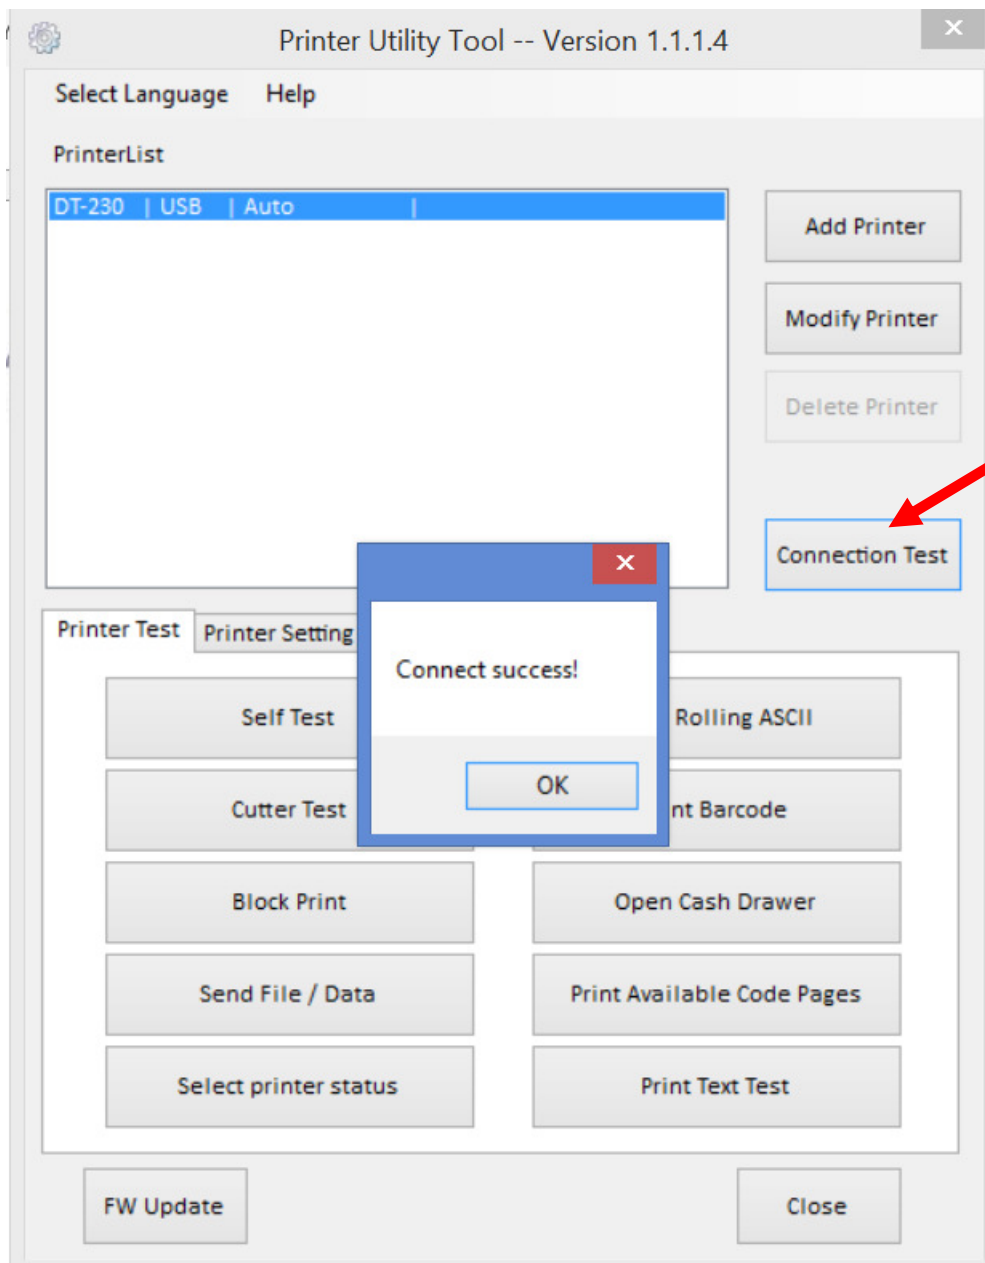 Printer Utility Tool -- Version 1.1.1.4
Select Language Help
PrinterList
DT-230 | USB | Auto |
Add Printer
Modify Printer
Delete Printer
Connection Test
Printer Test Printer Setting
Connect success!
OK
Self Test
Rolling ASCII
Cutter Test
nt Barcode
Block Print
Open Cash Drawer
Send File / Data
Print Available Code Pages
Select printer status
Print Text Test
FW Update
Close